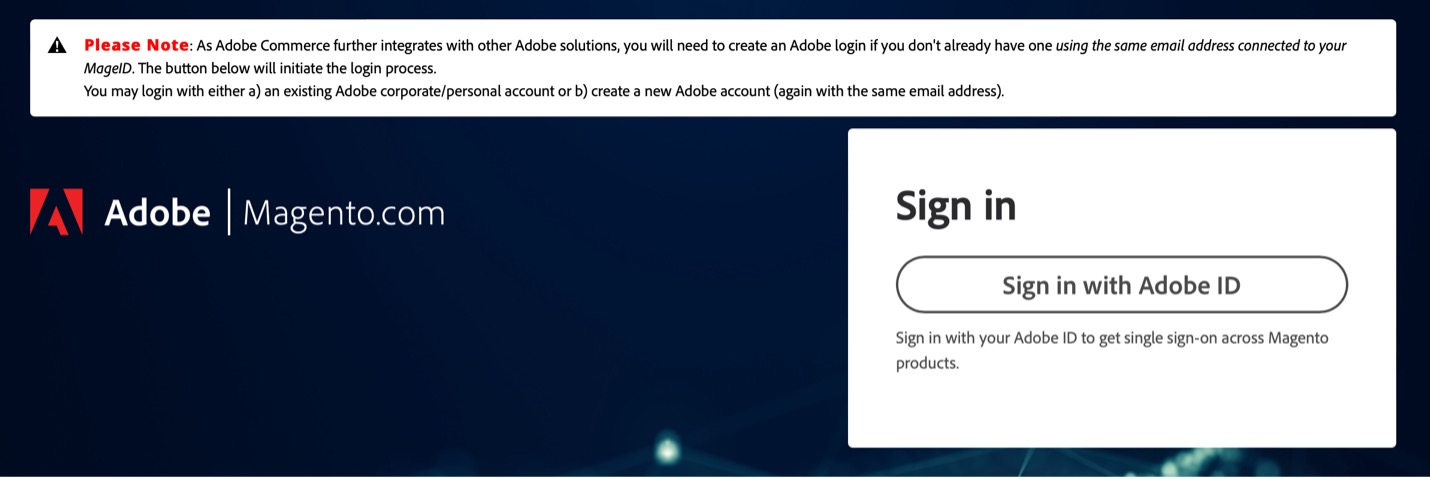 Please Note: As Adobe Commerce further integrates with other Adobe solutions, you will need to create an Adobe login if you don't already have one using the same email address connected to your
MageID. The button below will initiate the login process.
You may login with either a) an existing Adobe corporate/personal account or b) create a new Adobe account (again with the same email address).
Adobe | Magento.com
Sign in
Sign in with Adobe ID
Sign in with your Adobe ID to get single sign-on across Magento
products.